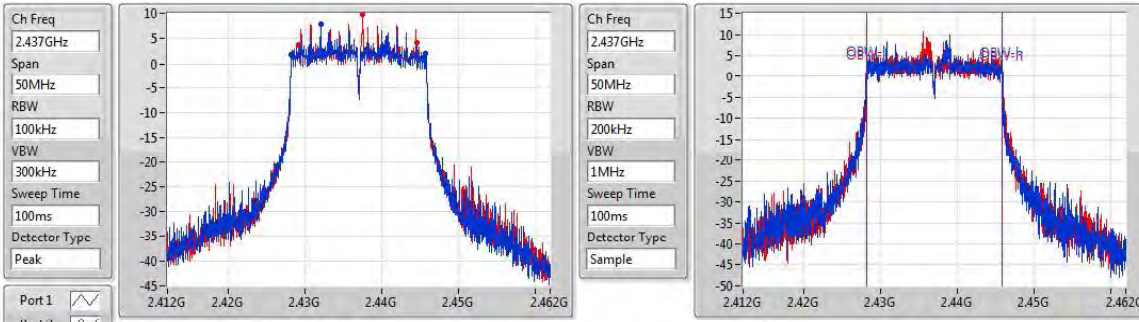 Ch Freq
2.437GHz
Span
50MHz
RBW
100kHz
VBW
300kHz
Sweep Time
100ms
Detector Type
Peak
Port 1
10
5
0
-5
-10
-15
-20
-25
-30
-35
-40
-45
2.412G 2.42G 2.43G 2.44G 2.45G 2.462G
Ch Freq
2.437GHz
Span
50MHz
RBW
200kHz
VBW
1MHz
Sweep Time
100ms
Detector Type
Sample
15
10
5
0
-5
-10
-15
-20
-25
-30
-35
-40
-45
-50
OBW-l OBW-h
2.412G 2.42G 2.43G 2.44G 2.45G 2.462G